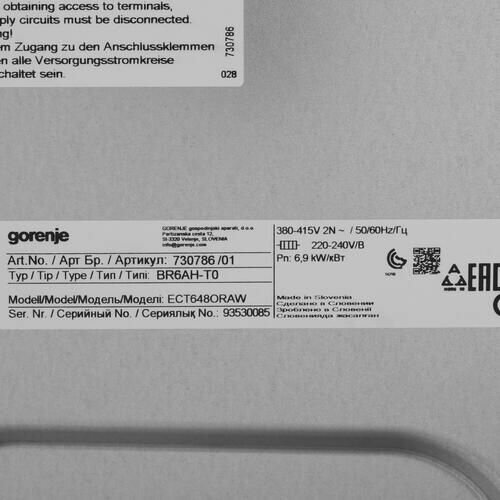 obtaining access to terminals,
ply circuits must be disconnected.
ng!
em Zugang zu den Anschlussklemmen
en alle Versorgungsstromkreise
chaltet sein.
730786
028
gorenje
GORENJE gospodinjski aparati, d.o.o.
Partizanska cesta 12,
SI-3320 Velenje, SLOVENIA
info@gorenje.com
Art.No. / Арт Бр. / Артикул: 730786/01
Typ / Tip / Type / Тип / Типі: BR6AH-T0
Modell/Model/Модель/Моделі: ECT648ORAW
Ser. Nr. / Серийный No. / Сериялық No.: 93530085
380-415V 2N ~ / 50/60Hz/Гц
220-240V/В
Pn: 6,9 kW/кВт
Made in Slovenia
Сделано в Словении
Зроблено в Словенії
Словенияда жасалған
EAC